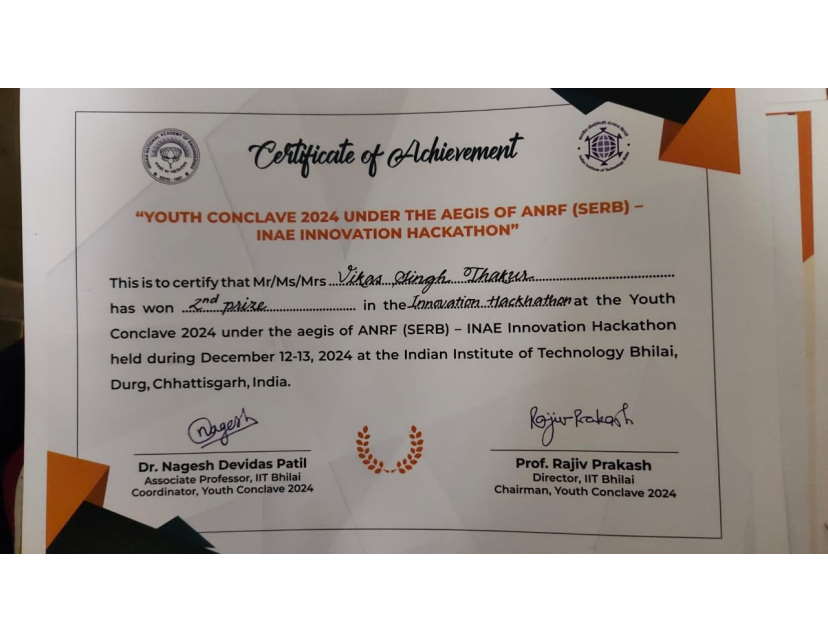 Certificate of Achievement
“YOUTH CONCLAVE 2024 UNDER THE AEGIS OF ANRF (SERB) –
INAE INNOVATION HACKATHON”
This is to certify that Mr/Ms/Mrs Vikas Singh Thakur
has won 2nd prize in the Innovation Hackhathon at the Youth
Conclave 2024 under the aegis of ANRF (SERB) – INAE Innovation Hackathon
held during December 12-13, 2024 at the Indian Institute of Technology Bhilai,
Durg, Chhattisgarh, India.
Nagesh
Dr. Nagesh Devidas Patil
Associate Professor, IIT Bhilai
Coordinator, Youth Conclave 2024
Rajiv Prakash
Prof. Rajiv Prakash
Director, IIT Bhilai
Chairman, Youth Conclave 2024